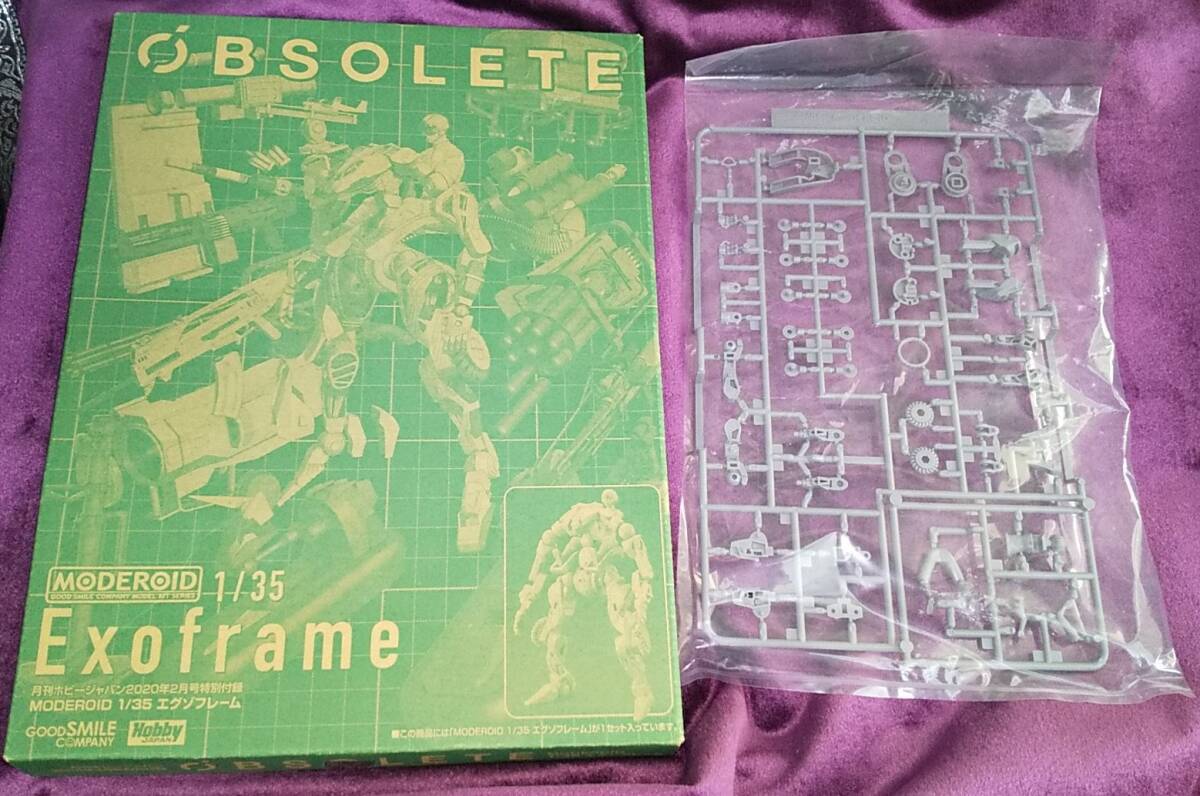 OBSOLETE
MODEROID 1/35
GOOD SMILE COMPANY MODEL KIT SERIES
Exoframe
月刊ホビージャパン2020年2月号特別付録
MODEROID 1/35 エグゾフレーム
GOODSMILE COMPANY Hobby JAPAN
■この商品には「MODEROID 1/35 エグゾフレーム」が1セット入っています。
OBSOLETE